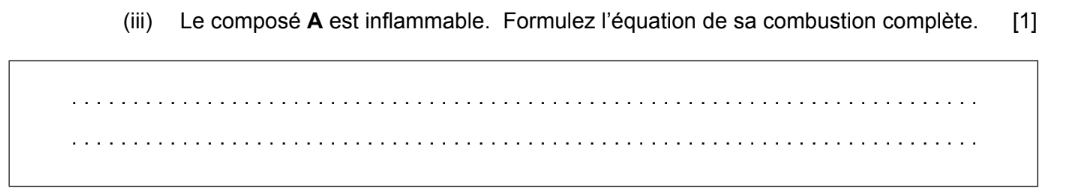 (iii) Le composé A est inflammable. Formulez l'équation de sa combustion complète. [1]